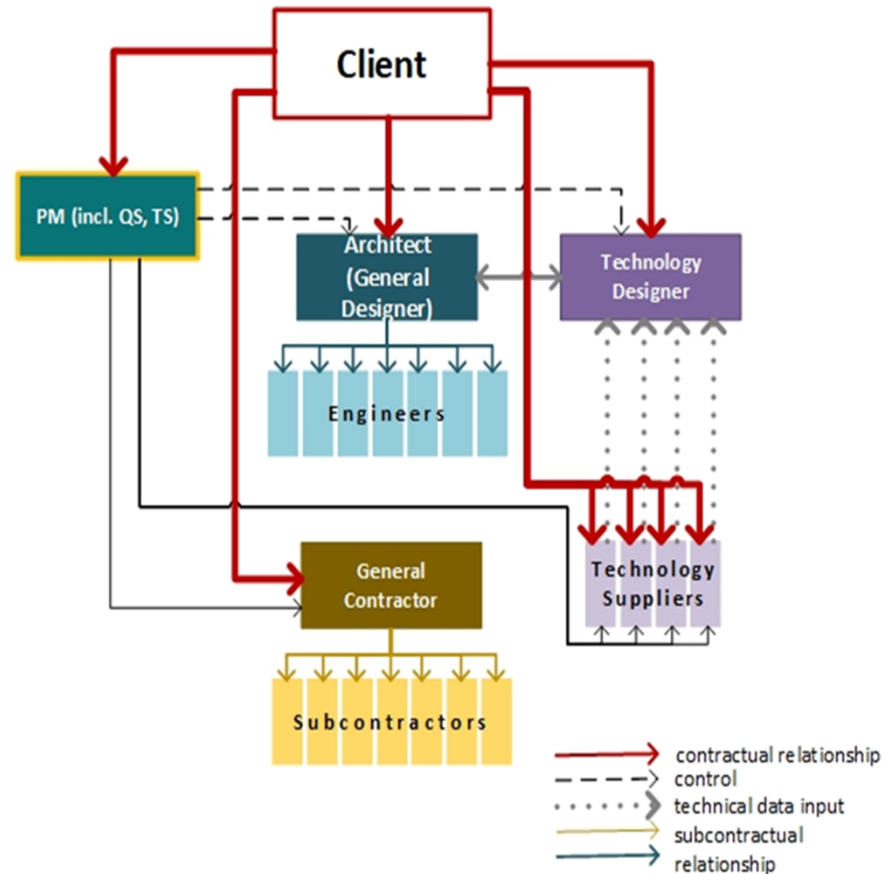 Client
PM (incl. QS, TS)
Architect
(General
Designer)
Technology
Designer
Engineers
General
Contractor
Technology
Suppliers
Subcontractors
contractual relationship
control
technical data input
subcontractual
relationship